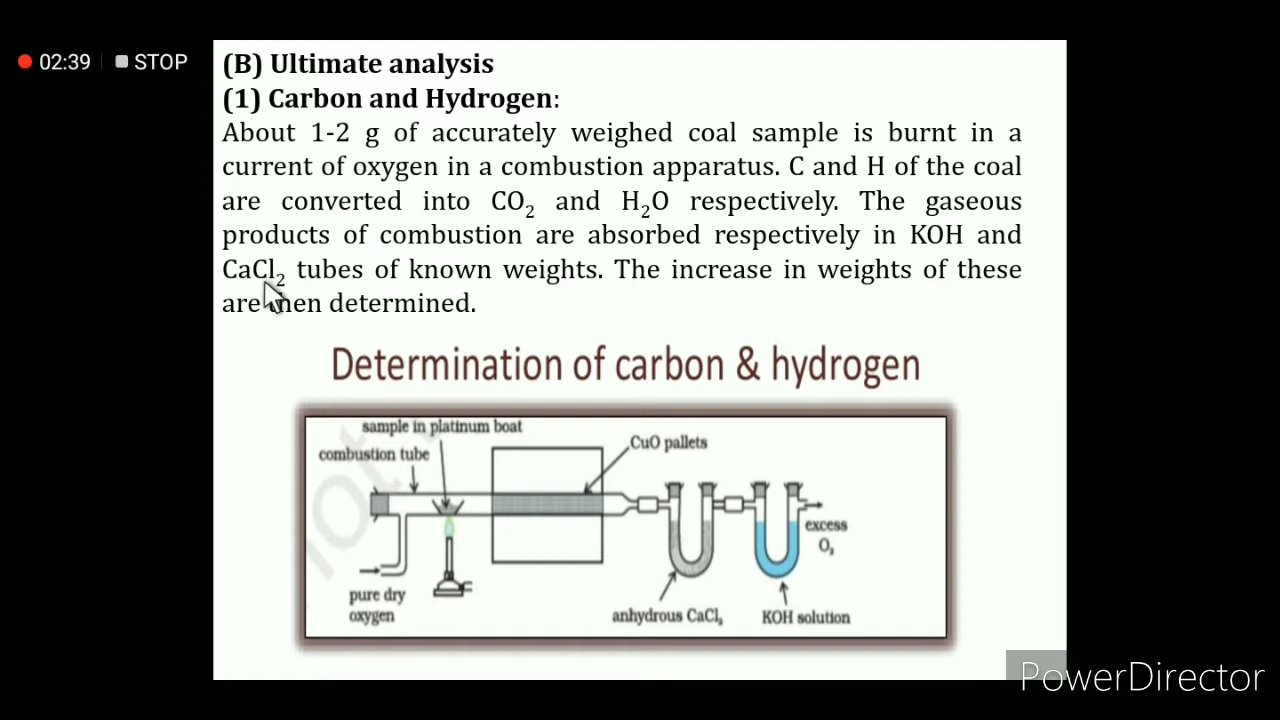 02:39 STOP
(B) Ultimate analysis
(1) Carbon and Hydrogen:
About 1-2 g of accurately weighed coal sample is burnt in a
current of oxygen in a combustion apparatus. C and H of the coal
are converted into CO₂ and H₂O respectively. The gaseous
products of combustion are absorbed respectively in KOH and
CaCl₂ tubes of known weights. The increase in weights of these
are then determined.
Determination of carbon & hydrogen
sample in platinum boat
combustion tube
CuO pallets
excess
O₂
pure dry
oxygen
anhydrous CaCl₂
KOH solution
not
PowerDirector